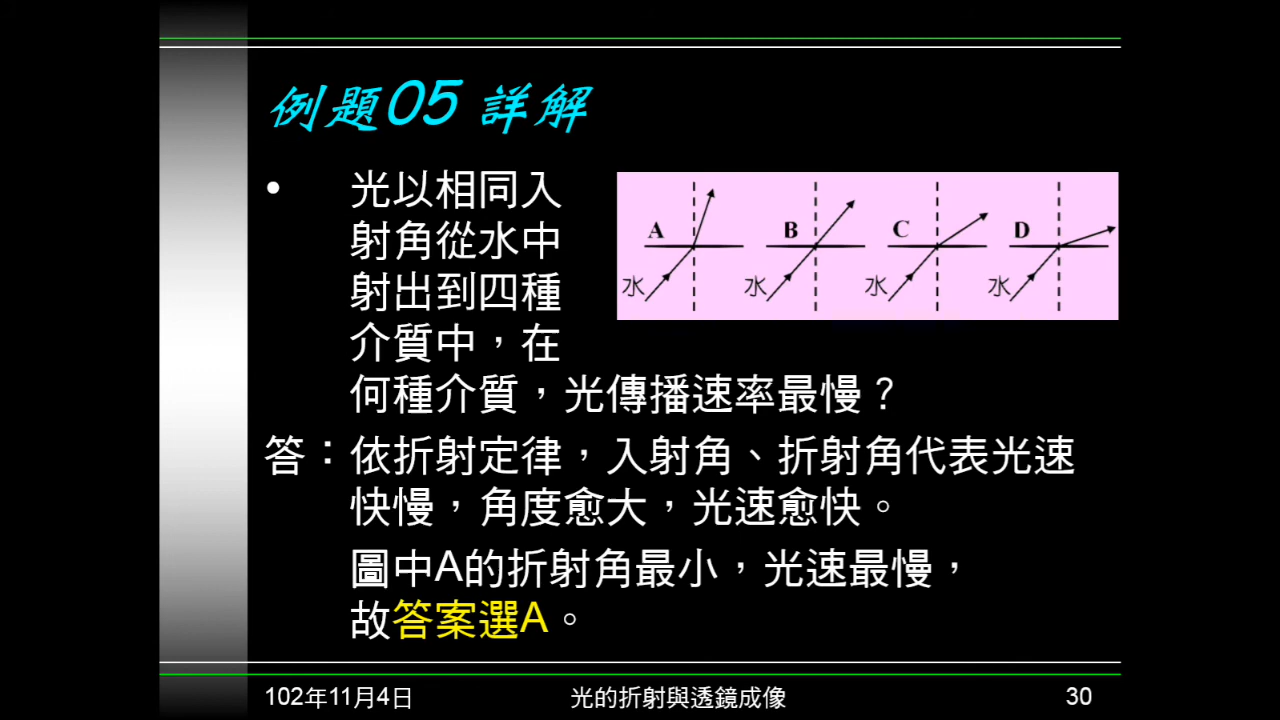 例題05 詳解
• 光以相同入
射角從水中
射出到四種
介質中，在
何種介質，光傳播速率最慢？
A
B
C
D
水
水
水
水
答：依折射定律，入射角、折射角代表光速
快慢，角度愈大，光速愈快。
圖中A的折射角最小，光速最慢，
故答案選A。
102年11月4日
光的折射與透鏡成像
30